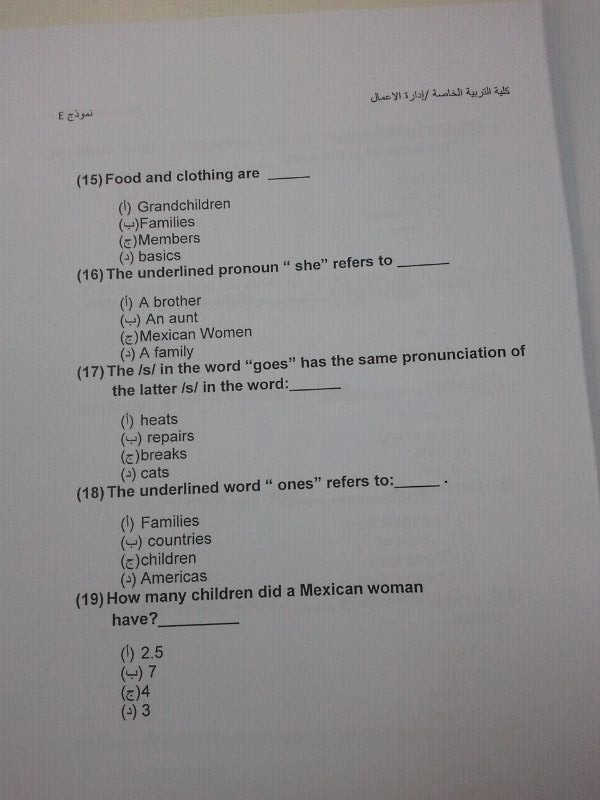 كلية التربية الخاصة /إدارة الاعمال
نموذج E
(15) Food and clothing are ______
(أ) Grandchildren
(ب)Families
(ج)Members
(د) basics
(16) The underlined pronoun “ she” refers to _______
(أ) A brother
(ب) An aunt
(ج)Mexican Women
(د) A family
(17) The /s/ in the word “goes” has the same pronunciation of
the latter /s/ in the word:_______
(أ) heats
(ب) repairs
(ج)breaks
(د) cats
(18) The underlined word “ ones” refers to:______ .
(أ) Families
(ب) countries
(ج)children
(د) Americas
(19) How many children did a Mexican woman
have?__________
(أ) 2.5
(ب) 7
(ج)4
(د) 3